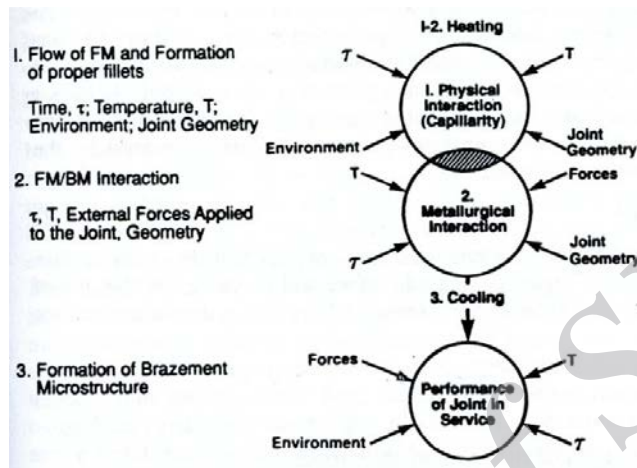 I-2. Heating
I. Flow of FM and Formation
of proper fillets
Time, τ; Temperature, T;
Environment; Joint Geometry
τ
T
I. Physical
Interaction
(Capillarity)
Environment
Joint
Geometry
2. FM/BM Interaction
τ, T, External Forces Applied
to the Joint, Geometry
T
Forces
2.
Metallurgical
Interaction
τ
Joint
Geometry
3. Cooling
3. Formation of Brazement
Microstructure
Forces
T
Performance
of Joint in
Service
Environment
τ